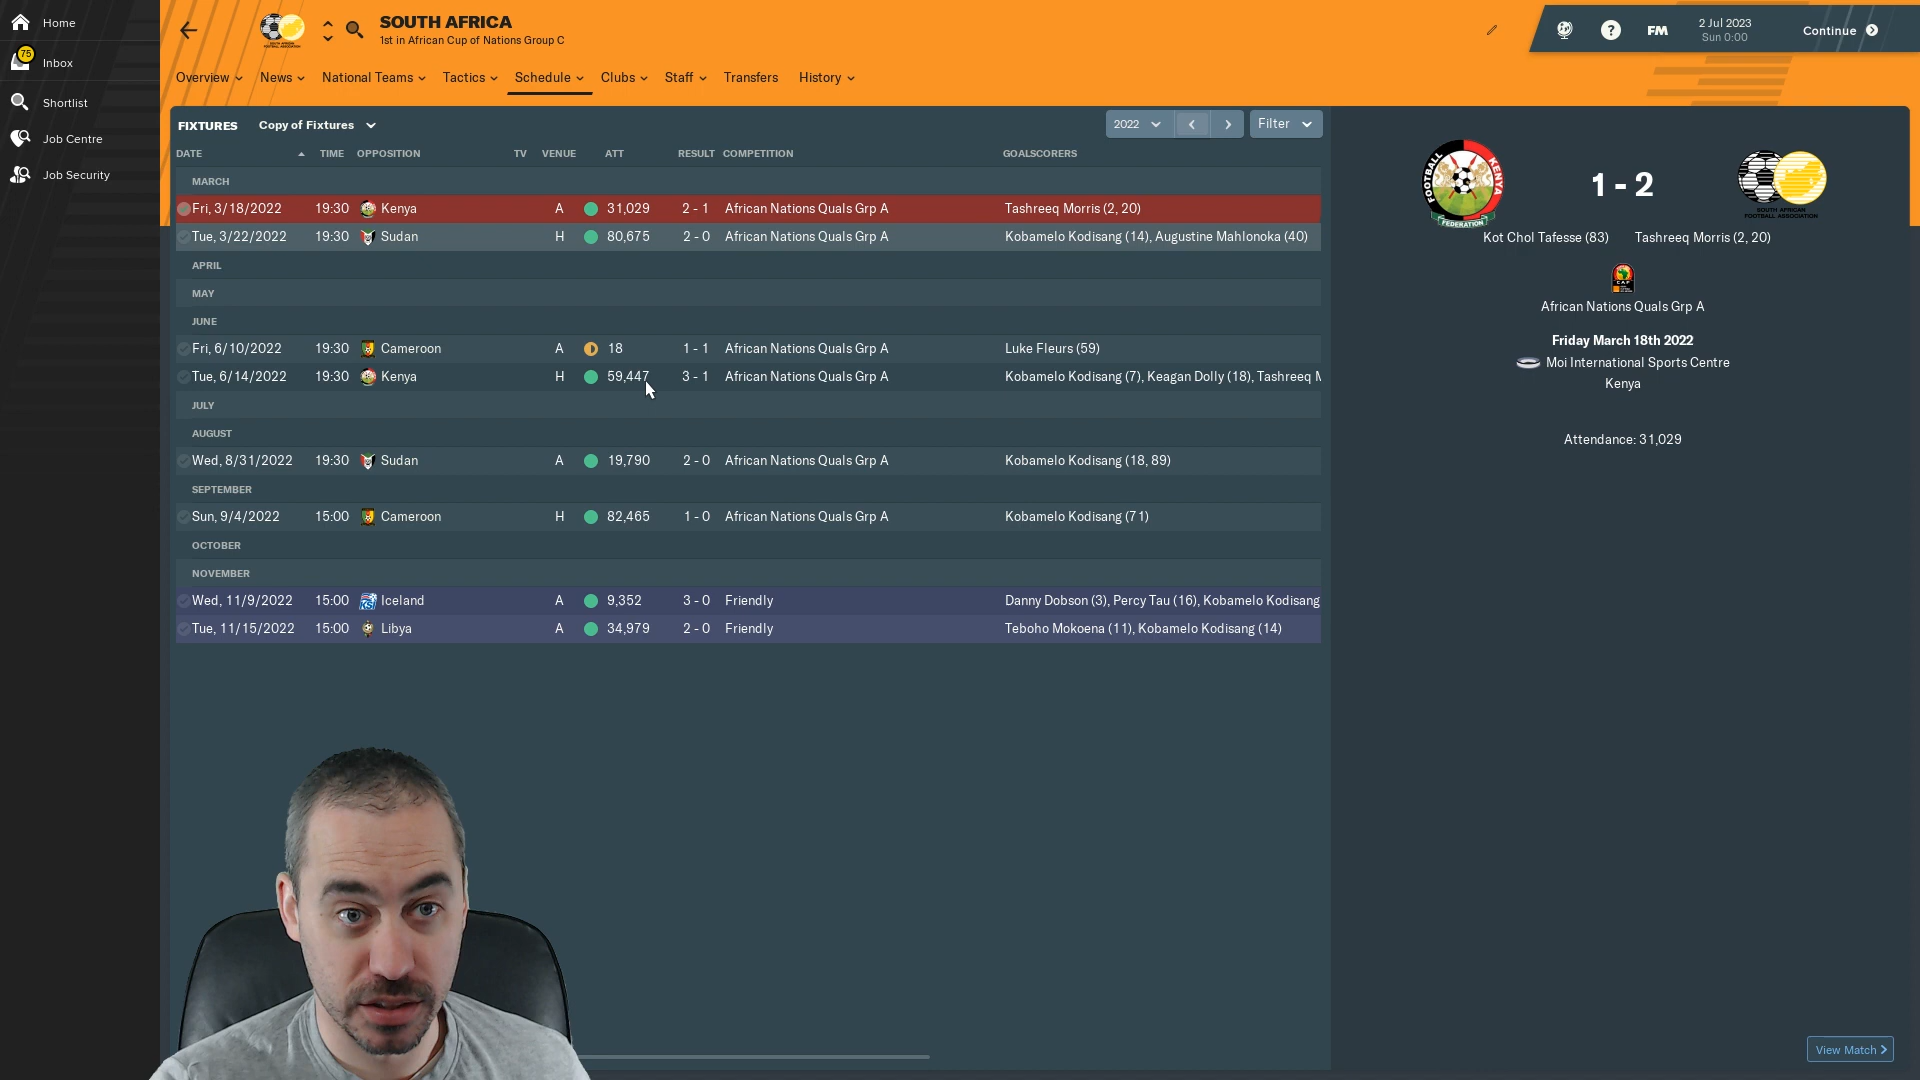 Home
75
Inbox
Shortlist
Job Centre
Job Security
SOUTH AFRICA
1st in African Cup of Nations Group C
?
FM
2 Jul 2023
Sun 0:00
Continue
Overview News National Teams Tactics Schedule Clubs Staff Transfers History
FIXTURES Copy of Fixtures 2022 Filter
DATE TIME OPPOSITION TV VENUE ATT RESULT COMPETITION GOALSCORERS
MARCH
Fri, 3/18/2022 19:30 Kenya A 31,029 2 - 1 African Nations Quals Grp A Tashreeq Morris (2, 20)
Tue, 3/22/2022 19:30 Sudan H 80,675 2 - 0 African Nations Quals Grp A Kobamelo Kodisang (14), Augustine Mahlonoka (40)
APRIL
MAY
JUNE
Fri, 6/10/2022 19:30 Cameroon A 18 1 - 1 African Nations Quals Grp A Luke Fleurs (59)
Tue, 6/14/2022 19:30 Kenya H 59,447 3 - 1 African Nations Quals Grp A Kobamelo Kodisang (7), Keagan Dolly (18), Tashreeq M
JULY
AUGUST
Wed, 8/31/2022 19:30 Sudan A 19,790 2 - 0 African Nations Quals Grp A Kobamelo Kodisang (18, 89)
SEPTEMBER
Sun, 9/4/2022 15:00 Cameroon H 82,465 1 - 0 African Nations Quals Grp A Kobamelo Kodisang (71)
OCTOBER
NOVEMBER
Wed, 11/9/2022 15:00 Iceland A 9,352 3 - 0 Friendly Danny Dobson (3), Percy Tau (16), Kobamelo Kodisang
Tue, 11/15/2022 15:00 Libya A 34,979 2 - 0 Friendly Teboho Mokoena (11), Kobamelo Kodisang (14)
FOOTBALL KENYA FEDERATION
1 - 2
SOUTH AFRICAN
FOOTBALL ASSOCIATION
Kot Chol Tafesse (83) Tashreeq Morris (2, 20)
CAF
African Nations Quals Grp A
Friday March 18th 2022
Moi International Sports Centre
Kenya
Attendance: 31,029
View Match